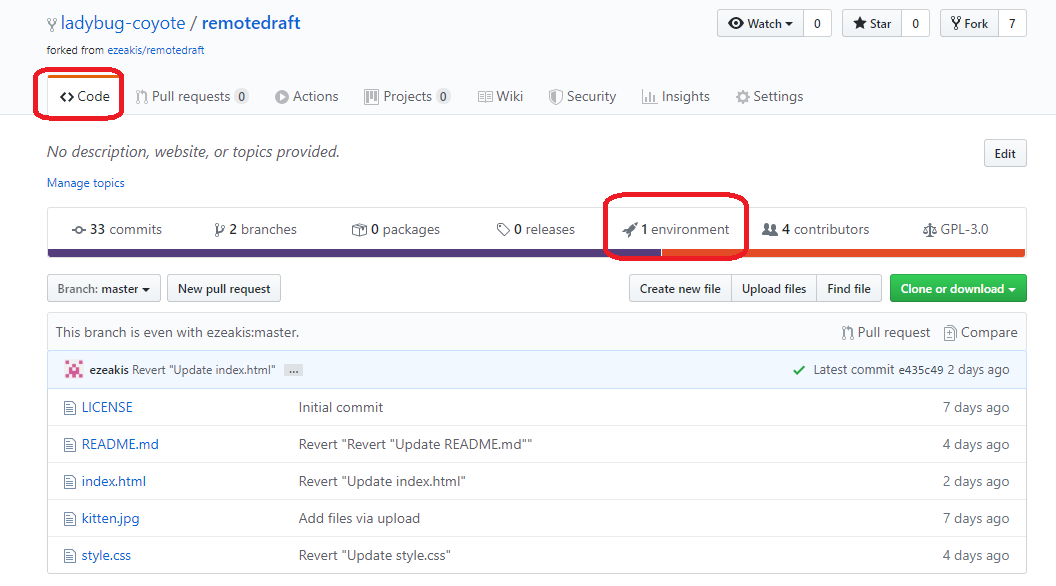 ladybug-coyote / remotedraft Watch 0 Star 0 Fork 7
forked from ezeakis/remotedraft
Code Pull requests 0 Actions Projects 0 Wiki Security Insights Settings
No description, website, or topics provided. Edit
Manage topics
33 commits 2 branches 0 packages 0 releases 1 environment 4 contributors GPL-3.0
Branch: master New pull request Create new file Upload files Find file Clone or download
This branch is even with ezeakis:master. Pull request Compare
ezeakis Revert "Update index.html" ... Latest commit e435c49 2 days ago
LICENSE Initial commit 7 days ago
README.md Revert "Revert "Update README.md"" 4 days ago
index.html Revert "Update index.html" 2 days ago
kitten.jpg Add files via upload 7 days ago
style.css Revert "Update style.css" 4 days ago